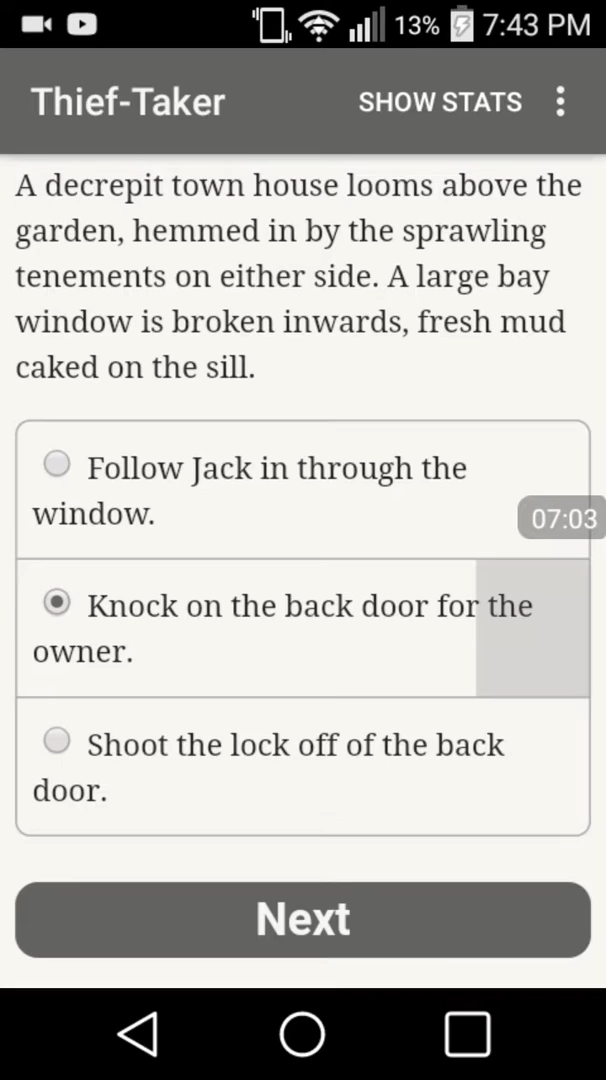 13% 7:43 PM
Thief-Taker SHOW STATS
A decrepit town house looms above the
garden, hemmed in by the sprawling
tenements on either side. A large bay
window is broken inwards, fresh mud
caked on the sill.
Follow Jack in through the
window.
07:03
Knock on the back door for the
owner.
Shoot the lock off of the back
door.
Next